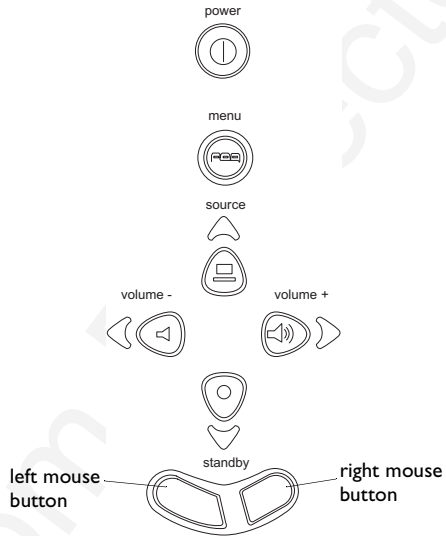 power
menu
source
volume -
volume +
standby
left mouse
button
right mouse
button